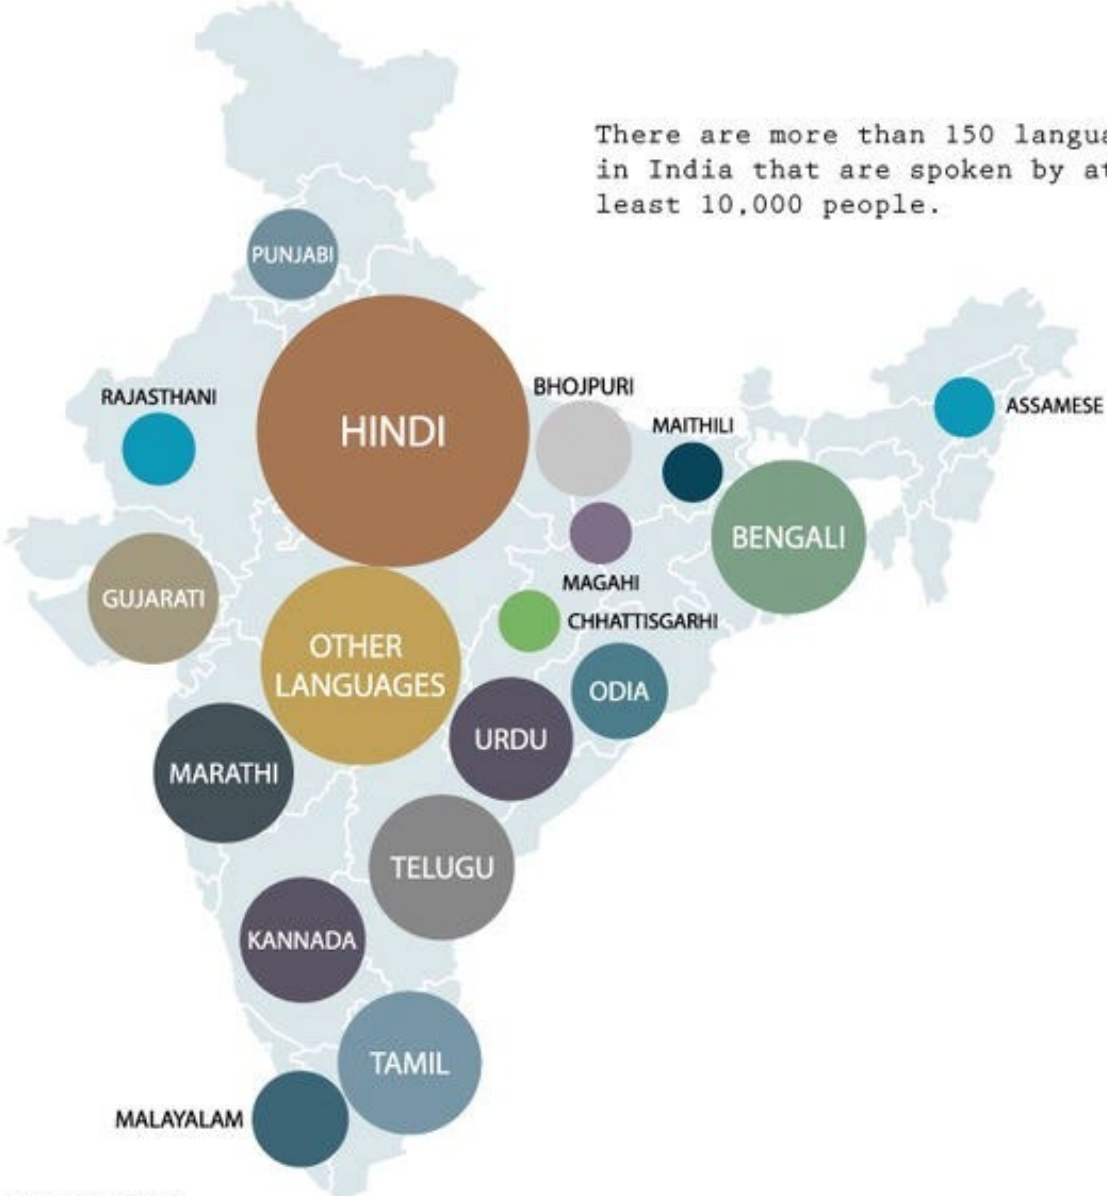 There are more than 150
in India that are spoken by at
least 10,000 people.
PUNJABI
HINDI
RAJASTHANI
BHOJPURI
MAITHILI
ASSAMESE
BENGALI
GUJARATI
MAGAHI
CHHATTISGARHI
OTHER
LANGUAGES
ODIA
URDU
MARATHI
TELUGU
KANNADA
TAMIL
MALAYALAM